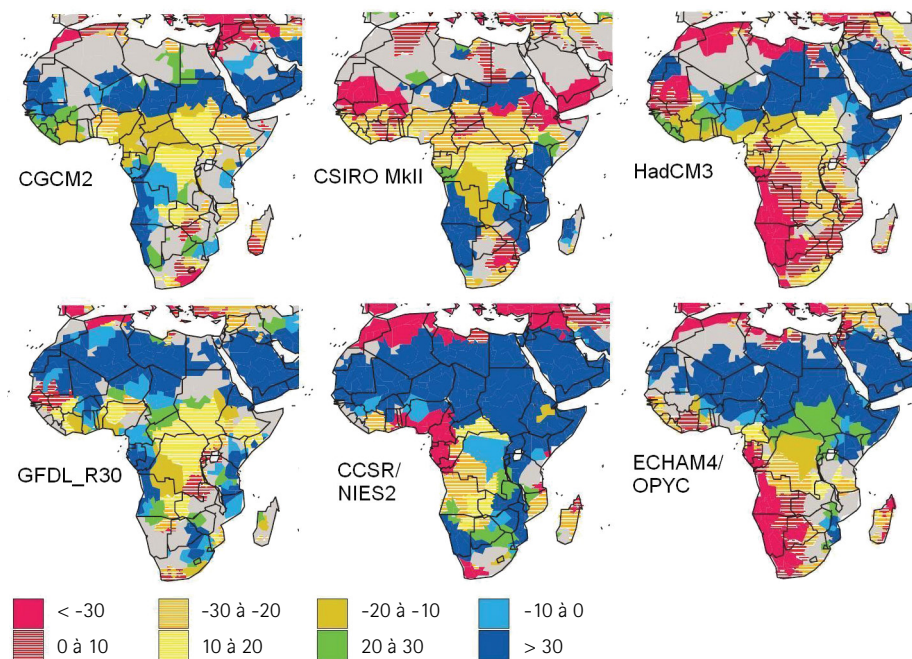 CGCM2
CSIRO MkII
HadCM3
GFDL_R30
CCSR/
NIES2
ECHAM4/
OPYC
< -30
-30 à -20
-20 à -10
-10 à 0
0 à 10
10 à 20
20 à 30
> 30